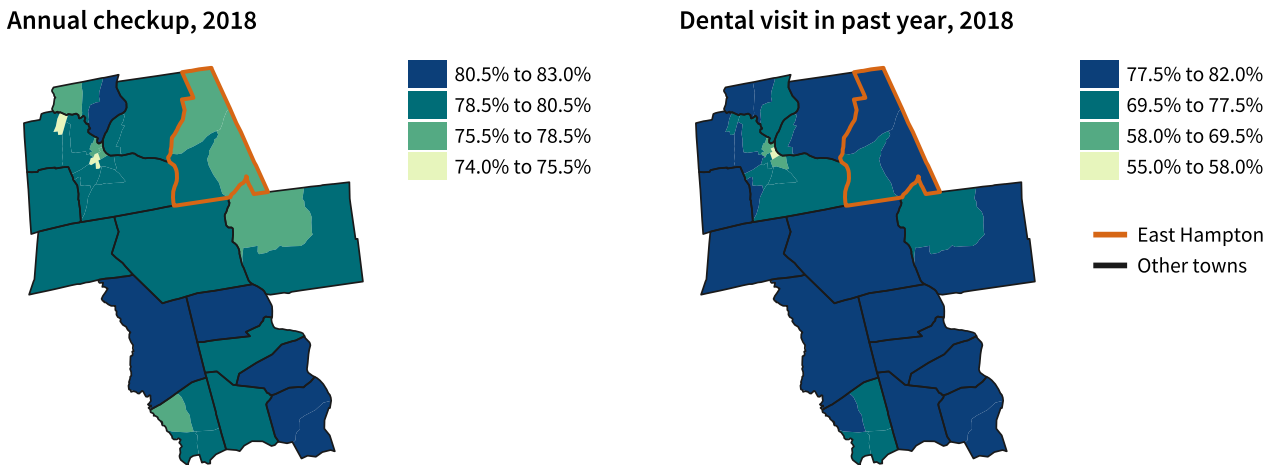 Annual checkup, 2018
80.5% to 83.0%
78.5% to 80.5%
75.5% to 78.5%
74.0% to 75.5%
Dental visit in past year, 2018
77.5% to 82.0%
69.5% to 77.5%
58.0% to 69.5%
55.0% to 58.0%
East Hampton
Other towns